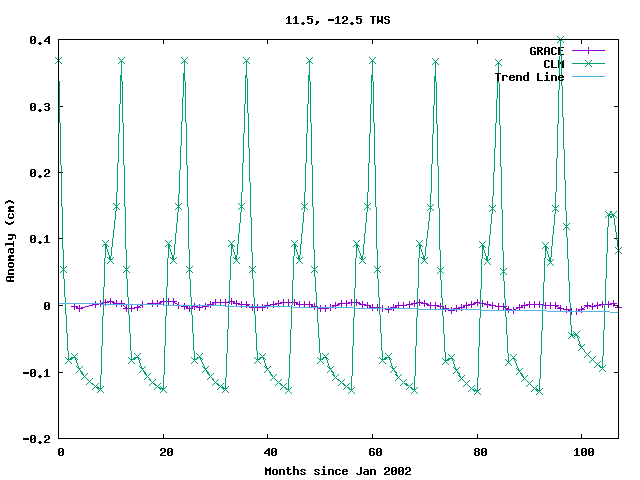 11.5, -12.5 TWS
GRACE
CLM
Trend Line
0.4
0.3
0.2
0.1
0
-0.1
-0.2
Anomaly (cm)
0 20 40 60 80 100
Months since Jan 2002